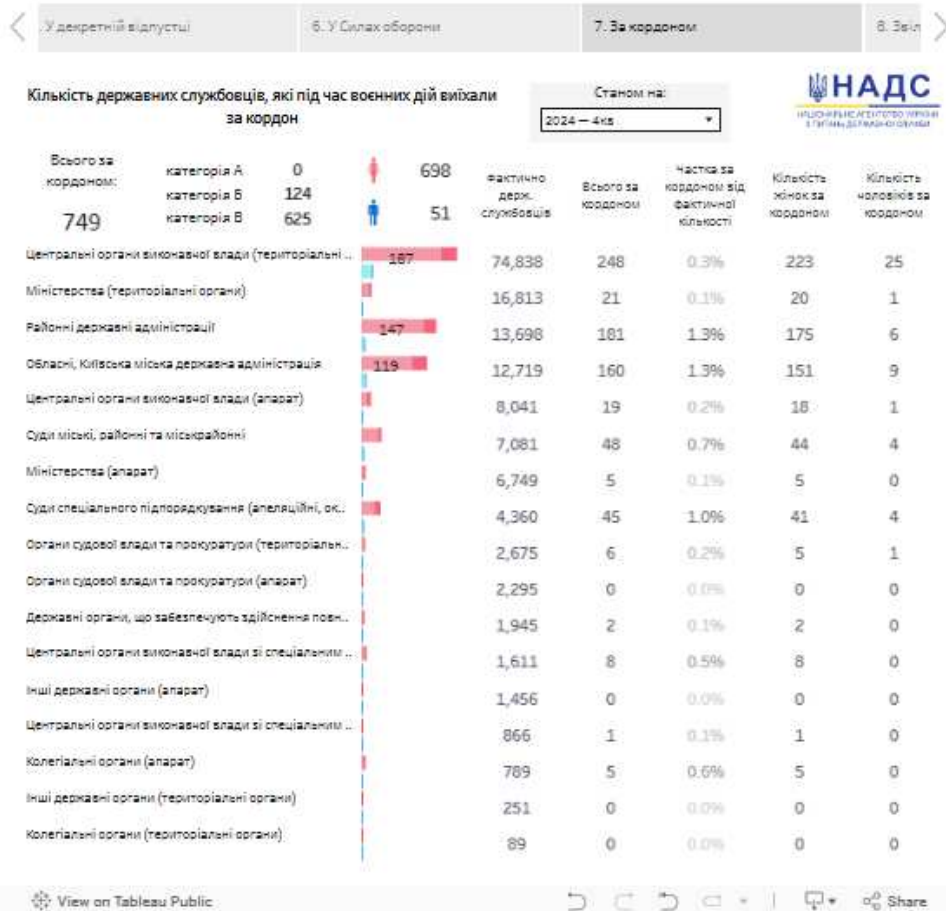 . У декретній відпустці
6. У Силах оборони
7. За кордоном
8. Звіл
Кількість державних службовців, які під час воєнних дій виїхали
за кордон
Станом на:
2024 — 4кв
НАДС
НАЦІОНАЛЬНЕ АГЕНТСТВО УКРАЇНИ
З ПИТАНЬ ДЕРЖАВНОЇ СЛУЖБИ
Всього за
кордоном:
749
категорія А 0
категорія Б 124
категорія В 625
698
51
Фактично
держ.
службовців
Всього за
кордоном
Частка за
кордоном від
фактичної
кількості
Кількість
жінок за
кордоном
Кількість
чоловіків за
кордоном
Центральні органи виконавчої влади (територіальні .. 187 74,838 248 0.3% 223 25
Міністерства (територіальні органи) 16,813 21 0.1% 20 1
Районні державні адміністрації 147 13,698 181 1.3% 175 6
Обласні, Київська міська державна адміністрація 119 12,719 160 1.3% 151 9
Центральні органи виконавчої влади (апарат) 8,041 19 0.2% 18 1
Суди міські, районні та міськрайонні 7,081 48 0.7% 44 4
Міністерства (апарат) 6,749 5 0.1% 5 0
Суди спеціального підпорядкування (апеляційні, ок.. 4,360 45 1.0% 41 4
Органи судової влади та прокуратури (територіальн.. 2,675 6 0.2% 5 1
Органи судової влади та прокуратури (апарат) 2,295 0 0.0% 0 0
Державні органи, що забезпечують здійснення повн.. 1,945 2 0.1% 2 0
Центральні органи виконавчої влади зі спеціальним .. 1,611 8 0.5% 8 0
Інші державні органи (апарат) 1,456 0 0.0% 0 0
Центральні органи виконавчої влади зі спеціальним .. 866 1 0.1% 1 0
Колегіальні органи (апарат) 789 5 0.6% 5 0
Інші державні органи (територіальні органи) 251 0 0.0% 0 0
Колегіальні органи (територіальні органи) 89 0 0.0% 0 0
View on Tableau Public
Share